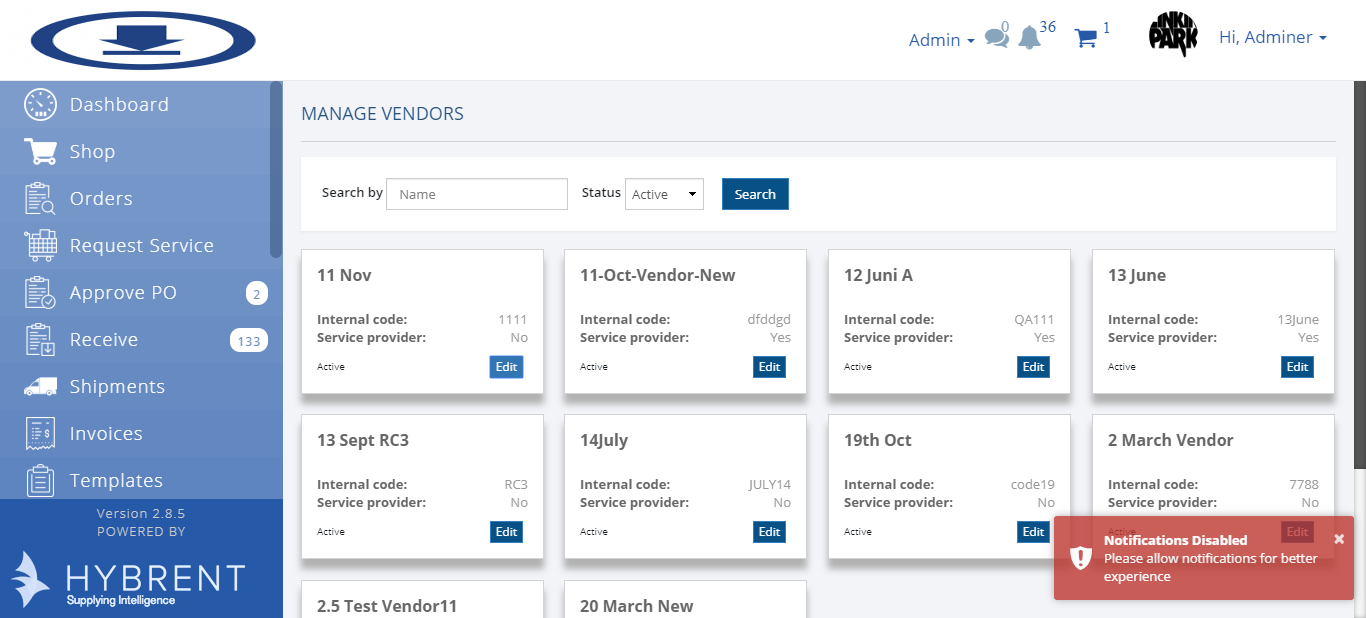 Admin
0
36
1
INKIN
PARK
Hi, Adminer
Dashboard
Shop
Orders
Request Service
Approve PO 2
Receive 133
Shipments
Invoices
Templates
Version 2.8.5
POWERED BY
HYBRENT
Supplying Intelligence
MANAGE VENDORS
Search by Name Status Active Search
11 Nov
Internal code: 1111
Service provider: No
Active Edit
11-Oct-Vendor-New
Internal code: dfddgd
Service provider: Yes
Active Edit
12 Juni A
Internal code: QA111
Service provider: Yes
Active Edit
13 June
Internal code: 13June
Service provider: Yes
Active Edit
13 Sept RC3
Internal code: RC3
Service provider: No
Active Edit
14July
Internal code: JULY14
Service provider: No
Active Edit
19th Oct
Internal code: code19
Service provider: No
Active Edit
2 March Vendor
Internal code: 7788
Service provider: No
Active Edit
2.5 Test Vendor11
20 March New
Notifications Disabled
Please allow notifications for better
experience